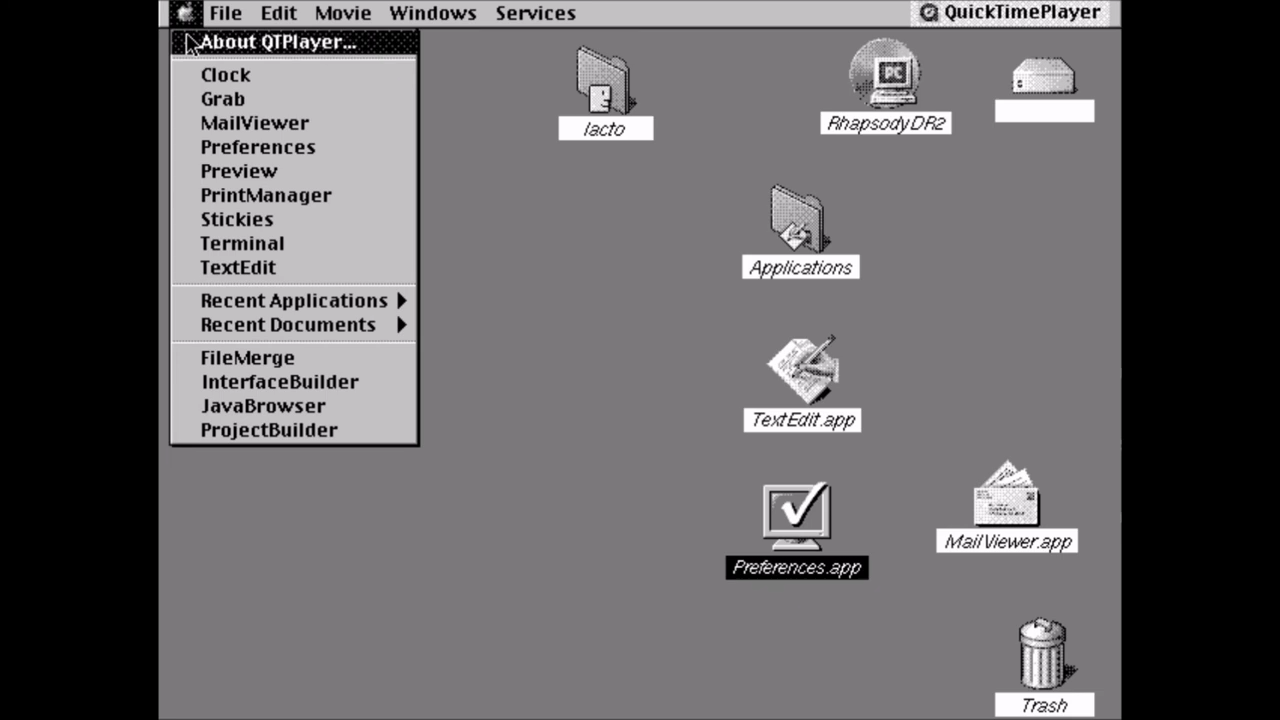 File Edit Movie Windows Services QuickTimePlayer
About QTPlayer...
Clock
Grab
MailViewer
Preferences
Preview
PrintManager
Stickies
Terminal
TextEdit
Recent Applications
Recent Documents
FileMerge
InterfaceBuilder
JavaBrowser
ProjectBuilder
lacto
RhapsodyDR2
PC
Applications
TextEdit.app
Preferences.app
MailViewer.app
Trash